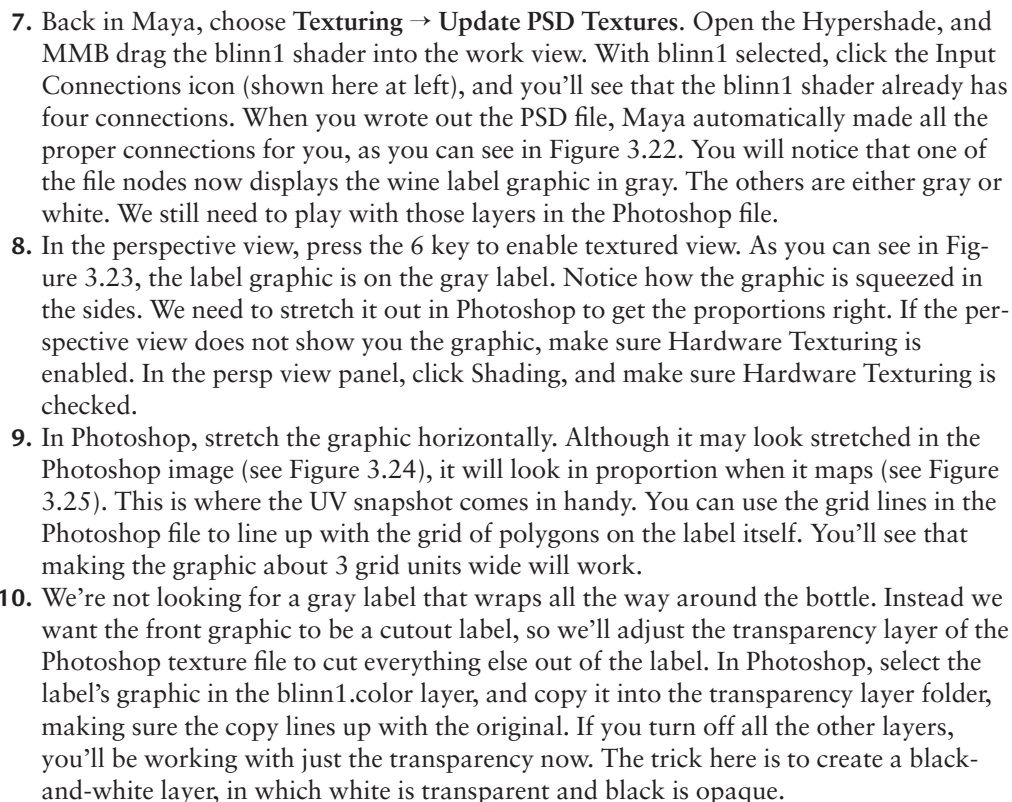 7. Back in Maya, choose Texturing → Update PSD Textures. Open the Hypershade, and
MMB drag the blinn1 shader into the work view. With blinn1 selected, click the Input
Connections icon (shown here at left), and you'll see that the blinn1 shader already has
four connections. When you wrote out the PSD file, Maya automatically made all the
proper connections for you, as you can see in Figure 3.22. You will notice that one of
the file nodes now displays the wine label graphic in gray. The others are either gray or
white. We still need to play with those layers in the Photoshop file.
8. In the perspective view, press the 6 key to enable textured view. As you can see in Fig-
ure 3.23, the label graphic is on the gray label. Notice how the graphic is squeezed in
the sides. We need to stretch it out in Photoshop to get the proportions right. If the per-
spective view does not show you the graphic, make sure Hardware Texturing is
enabled. In the persp view panel, click Shading, and make sure Hardware Texturing is
checked.
9. In Photoshop, stretch the graphic horizontally. Although it may look stretched in the
Photoshop image (see Figure 3.24), it will look in proportion when it maps (see Figure
3.25). This is where the UV snapshot comes in handy. You can use the grid lines in the
Photoshop file to line up with the grid of polygons on the label itself. You'll see that
making the graphic about 3 grid units wide will work.
10. We're not looking for a gray label that wraps all the way around the bottle. Instead we
want the front graphic to be a cutout label, so we'll adjust the transparency layer of the
Photoshop texture file to cut everything else out of the label. In Photoshop, select the
label's graphic in the blinn1.color layer, and copy it into the transparency layer folder,
making sure the copy lines up with the original. If you turn off all the other layers,
you'll be working with just the transparency now. The trick here is to create a black-
and-white layer, in which white is transparent and black is opaque.